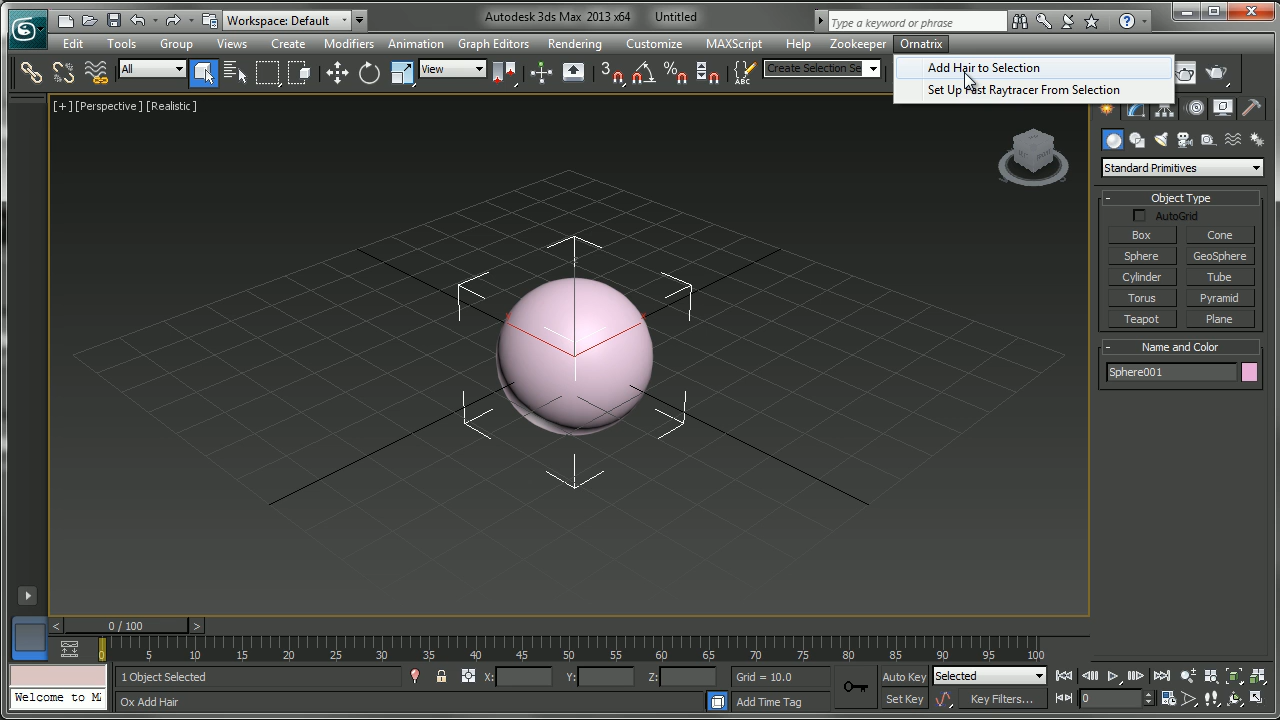 Workspace: Default
Autodesk 3ds Max 2013 x64 Untitled
Type a keyword or phrase
Edit Tools Group Views Create Modifiers Animation Graph Editors Rendering Customize MAXScript Help Zookeeper Ornatrix
All
View
3
%
ABC
Create Selection Se
Add Hair to Selection
Set Up Fast Raytracer From Selection
[+] [Perspective] [Realistic]
Standard Primitives
- Object Type
AutoGrid
Box Cone
Sphere GeoSphere
Cylinder Tube
Torus Pyramid
Teapot Plane
- Name and Color
Sphere001
< 0 / 100 >
0 5 10 15 20 25 30 35 40 45 50 55 60 65 70 75 80 85 90 95 100
1 Object Selected X: Y: Z: Grid = 10.0 Auto Key Selected
Welcome to MA
Ox Add Hair Add Time Tag Set Key Key Filters... 0